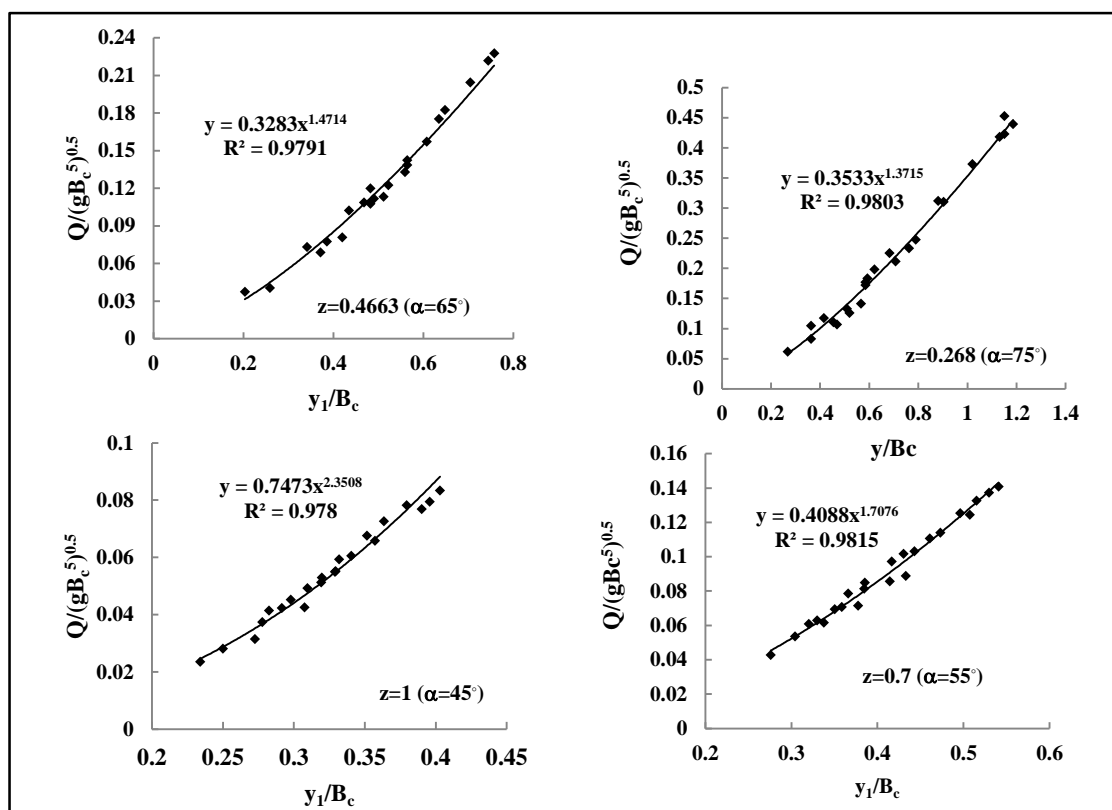 0.24
0.21
0.18
0.15
0.12
0.09
0.06
0.03
0
Q/(gB_c^5)^0.5
y = 0.3283x^1.4714
R² = 0.9791
z=0.4663 (α=65°)
0 0.2 0.4 0.6 0.8
y_1/B_c
0.5
0.45
0.4
0.35
0.3
0.25
0.2
0.15
0.1
0.05
0
Q/(gB_c^5)^0.5
y = 0.3533x^1.3715
R² = 0.9803
z=0.268 (α=75°)
0 0.2 0.4 0.6 0.8 1 1.2 1.4
y/Bc
0.1
0.08
0.06
0.04
0.02
0
Q/(gB_c^5)^0.5
y = 0.7473x^2.3508
R² = 0.978
z=1 (α=45°)
0.2 0.25 0.3 0.35 0.4 0.45
y_1/B_c
0.16
0.14
0.12
0.1
0.08
0.06
0.04
0.02
0
Q/(gBc^5)^0.5
y = 0.4088x^1.7076
R² = 0.9815
z=0.7 (α=55°)
0.2 0.3 0.4 0.5 0.6
y_1/B_c